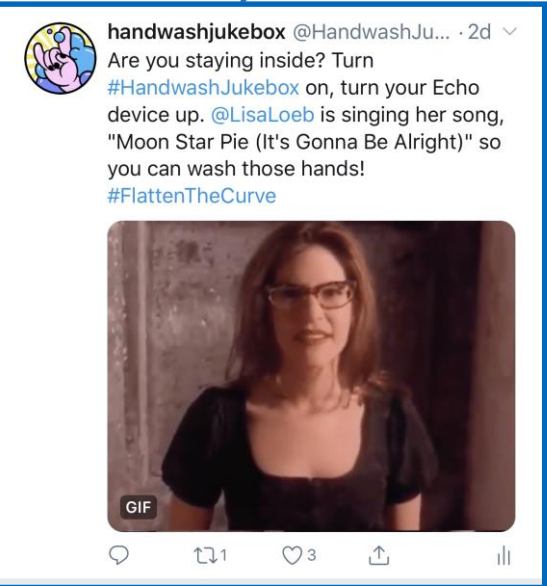 handwashjukebox @HandwashJu... · 2d
Are you staying inside? Turn
#HandwashJukebox on, turn your Echo
device up. @LisaLoeb is singing her song,
"Moon Star Pie (It's Gonna Be Alright)" so
you can wash those hands!
#FlattenTheCurve
GIF
1
3